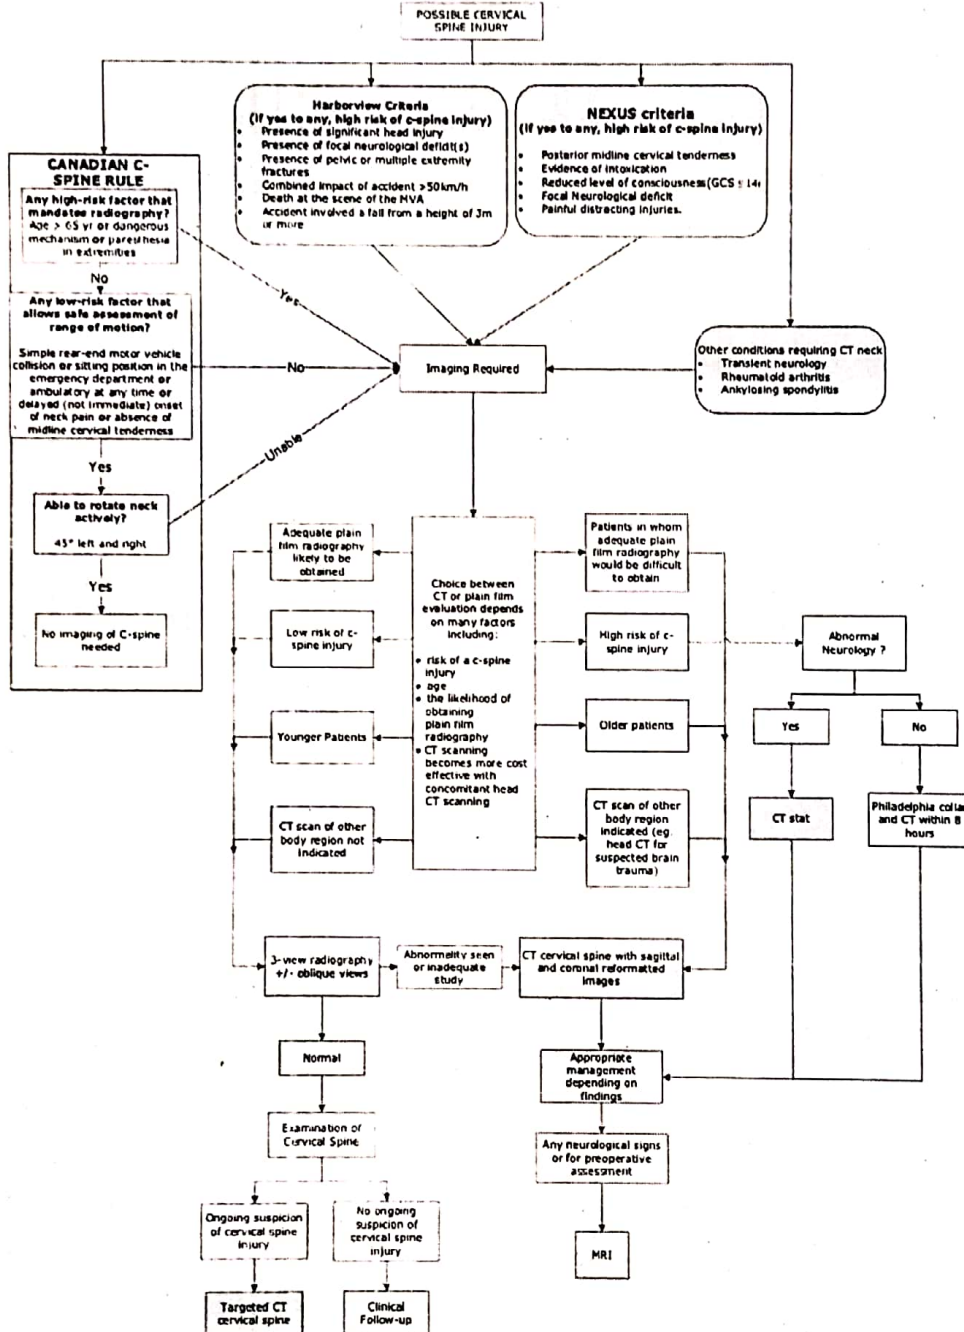 POSSIBLE CERVICAL
SPINE INJURY
Harborview Criteria
(If yes to any, high risk of c-spine injury)
• Presence of significant head injury
• Presence of focal neurological deficit(s)
• Presence of pelvic or multiple extremity
fractures
• Combined impact of accident >50km/h
• Death at the scene of the MVA
• Accident involved a fall from a height of 3m
or more
NEXUS criteria
(If yes to any, high risk of c-spine injury)
• Posterior midline cervical tenderness
• Evidence of intoxication
• Reduced level of consciousness(GCS ≤ 14
• Focal Neurological deficit
• Painful distracting injuries.
CANADIAN C-
SPINE RULE
Any high-risk factor that
mandates radiography?
Age > 65 yr or dangerous
mechanism or paresthesia
in extremities
No
Yes
Any low-risk factor that
allows safe assessment of
range of motion?
Simple rear-end motor vehicle
collision or sitting position in the
emergency department or
ambulatory at any time or
delayed (not immediate) onset
of neck pain or absence of
midline cervical tenderness
No
Imaging Required
Other conditions requiring CT neck
• Transient neurology
• Rheumatoid arthritis
• Ankylosing spondylitis
Unable
Yes
Able to rotate neck
actively?
45° left and right
Yes
No imaging of C-spine
needed
Adequate plain
film radiography
likely to be
obtained
Low risk of c-
spine injury
Younger Patients
CT scan of other
body region not
indicated
Choice between
CT or plain film
evaluation depends
on many factors
including:
• risk of a c-spine
injury
• age
• the likelihood of
obtaining
plain film
radiography
• CT scanning
becomes more cost
effective with
concomitant head
CT scanning
Patients in whom
adequate plain
film radiography
would be difficult
to obtain
High risk of c-
spine injury
Older patients
CT scan of other
body region
indicated (eg.
head CT for
suspected brain
trauma)
Abnormal
Neurology ?
Yes
No
CT stat
Philadelphia collar
and CT within 8
hours
3-view radiography
+/- oblique views
Abnormality seen
or inadequate
study
CT cervical spine with sagittal
and coronal reformatted
images
Normal
Appropriate
management
depending on
findings
Examination of
Cervical Spine
Any neurological signs
or for preoperative
assessment
Ongoing suspicion
of cervical spine
injury
No ongoing
suspicion of
cervical spine
injury
MRI
Targeted CT
cervical spine
Clinical
Follow-up